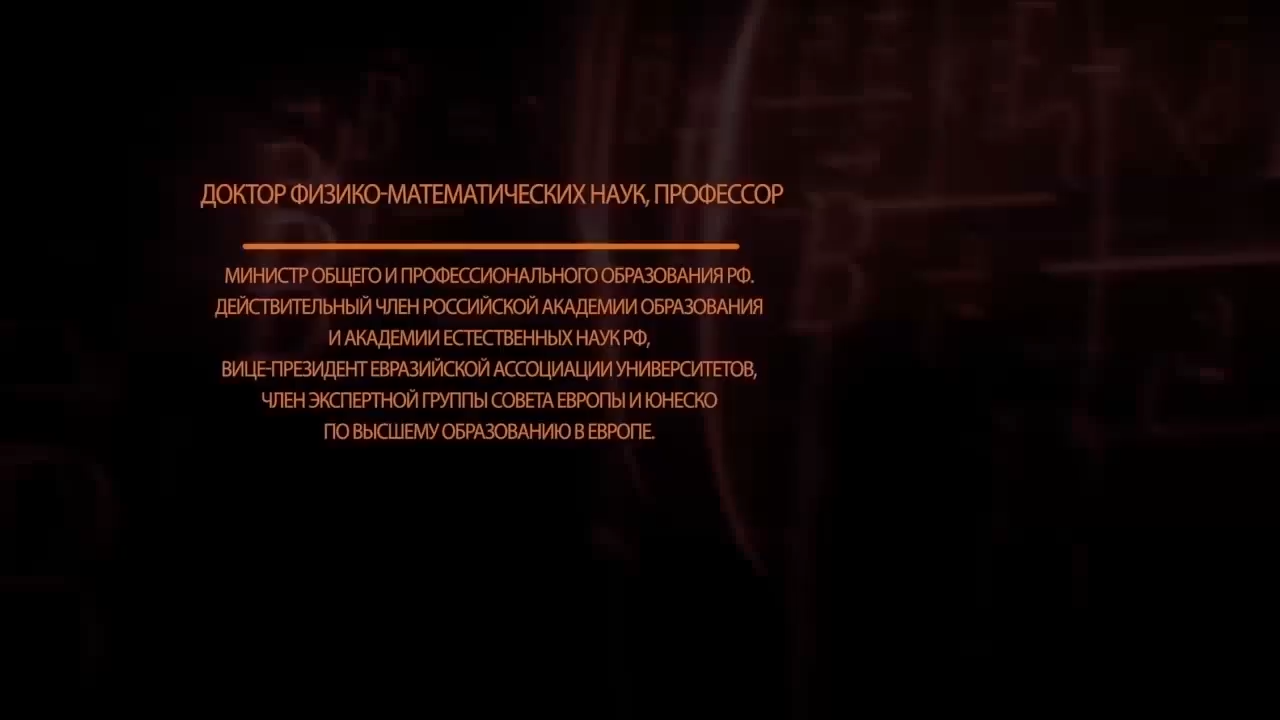 ДОКТОР ФИЗИКО-МАТЕМАТИЧЕСКИХ НАУК, ПРОФЕССОР
МИНИСТР ОБЩЕГО И ПРОФЕССИОНАЛЬНОГО ОБРАЗОВАНИЯ РФ.
ДЕЙСТВИТЕЛЬНЫЙ ЧЛЕН РОССИЙСКОЙ АКАДЕМИИ ОБРАЗОВАНИЯ
И АКАДЕМИИ ЕСТЕСТВЕННЫХ НАУК РФ,
ВИЦЕ-ПРЕЗИДЕНТ ЕВРАЗИЙСКОЙ АССОЦИАЦИИ УНИВЕРСИТЕТОВ,
ЧЛЕН ЭКСПЕРТНОЙ ГРУППЫ СОВЕТА ЕВРОПЫ И ЮНЕСКО
ПО ВЫСШЕМУ ОБРАЗОВАНИЮ В ЕВРОПЕ.